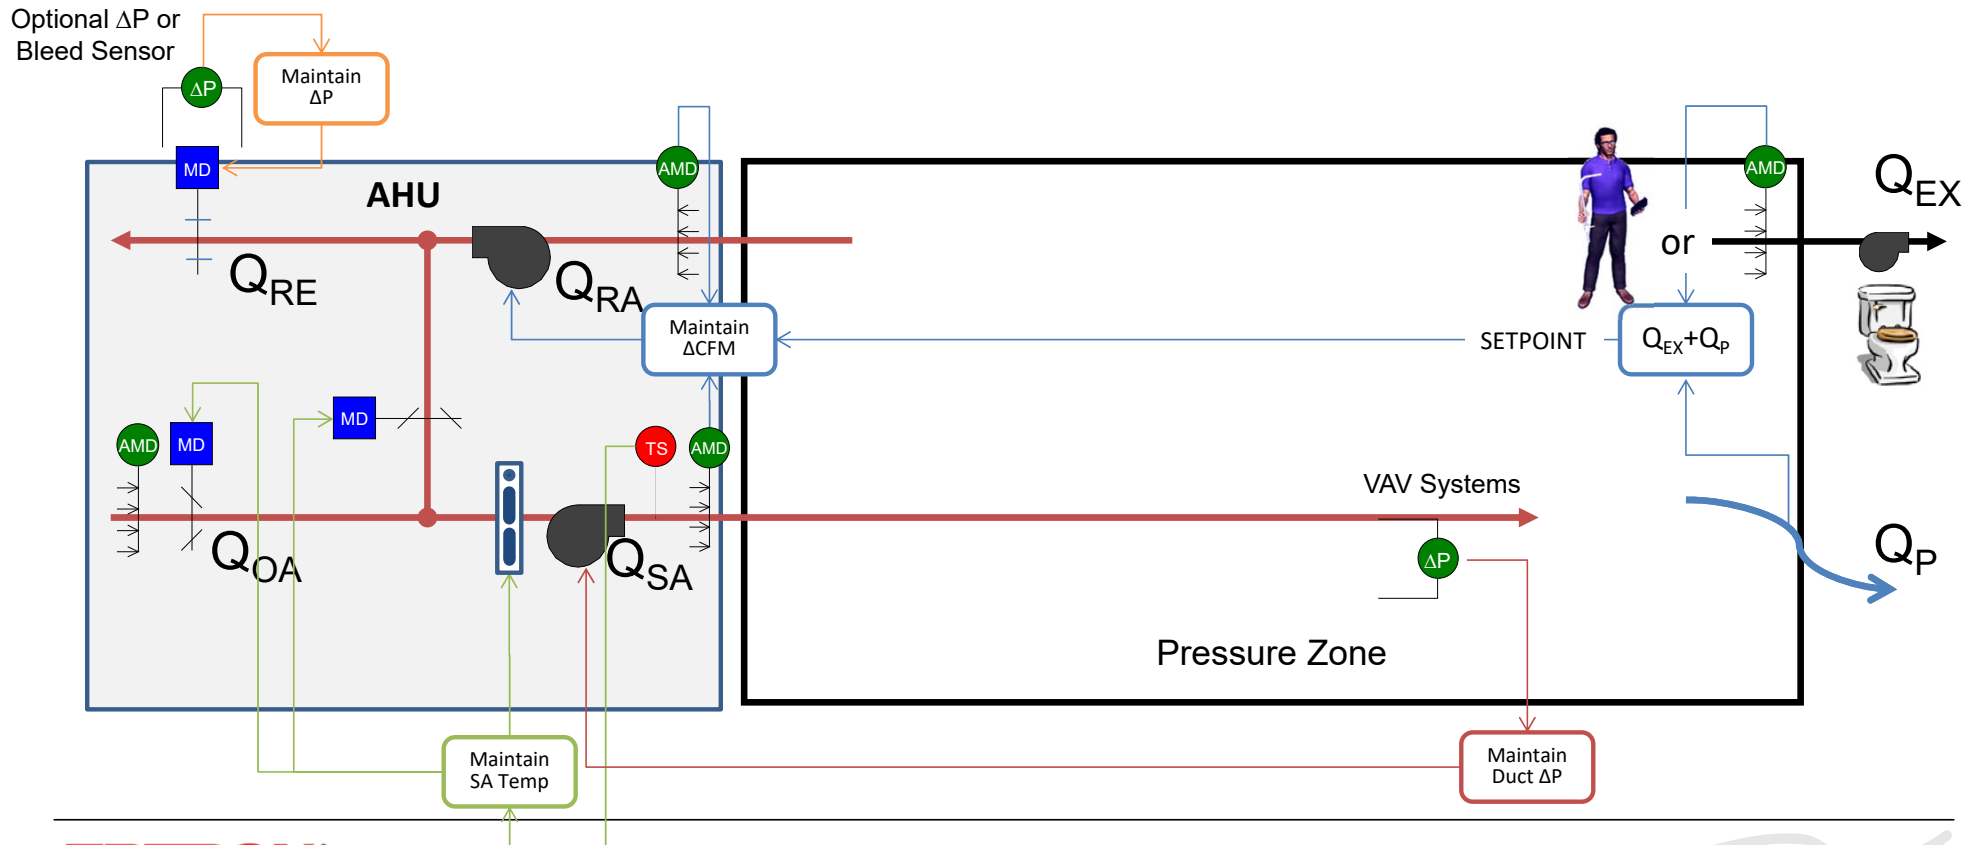 Optional ΔP or
Bleed Sensor
ΔP
Maintain
ΔP
MD
AHU
AMD
AMD
QEX
QRE
QRA
or
Maintain
ΔCFM
SETPOINT
QEX+QP
MD
AMD
MD
TS
AMD
VAV Systems
QOA
QSA
ΔP
QP
Pressure Zone
Maintain
SA Temp
Maintain
Duct ΔP